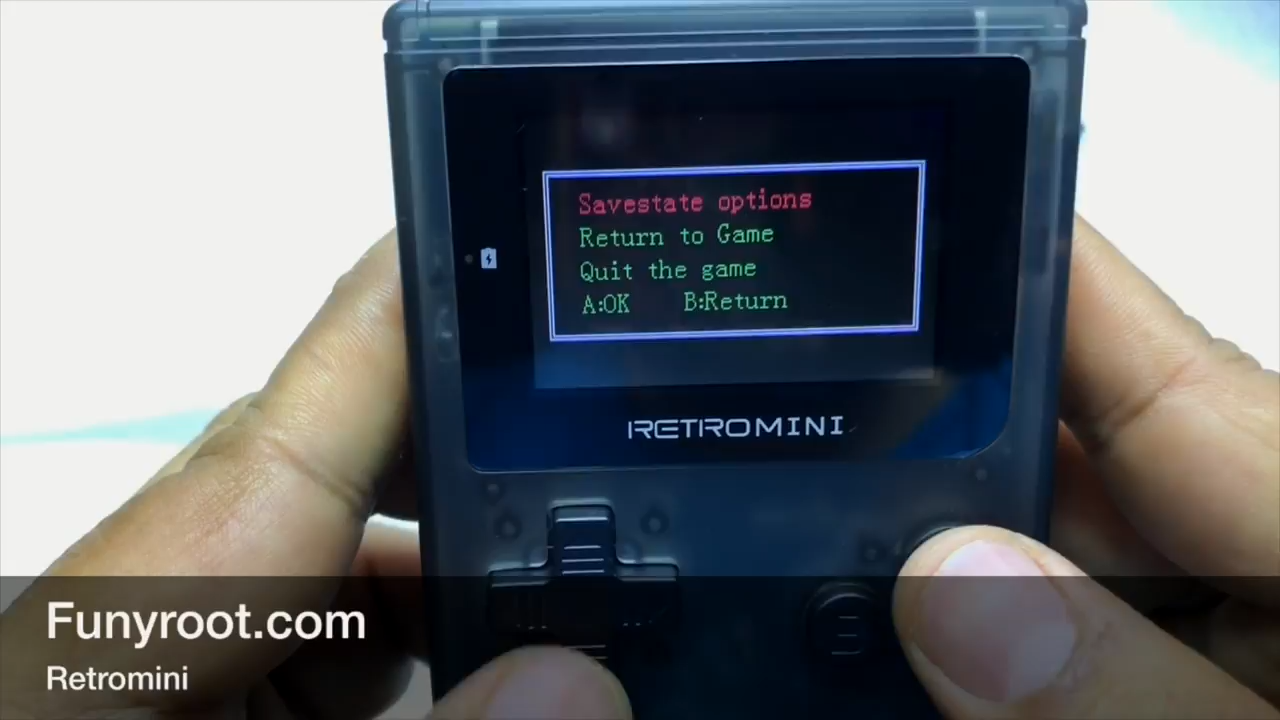 Savestate options
Return to Game
Quit the game
A:OK B:Return
RETROMINI
Funyroot.com
Retromini